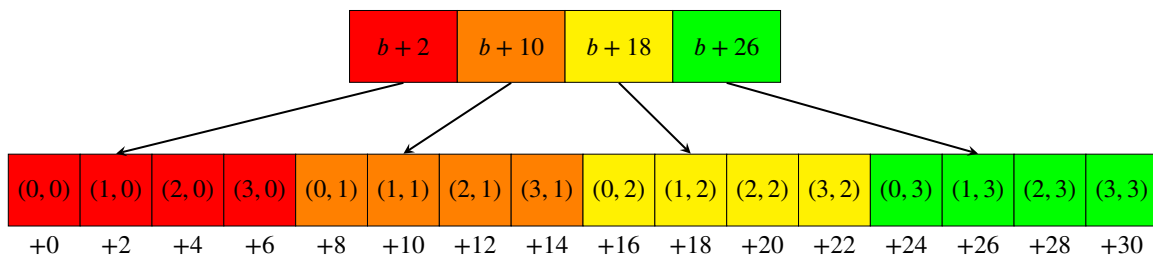 b + 2 b + 10 b + 18 b + 26
(0, 0) (1, 0) (2, 0) (3, 0) (0, 1) (1, 1) (2, 1) (3, 1) (0, 2) (1, 2) (2, 2) (3, 2) (0, 3) (1, 3) (2, 3) (3, 3)
+0 +2 +4 +6 +8 +10 +12 +14 +16 +18 +20 +22 +24 +26 +28 +30